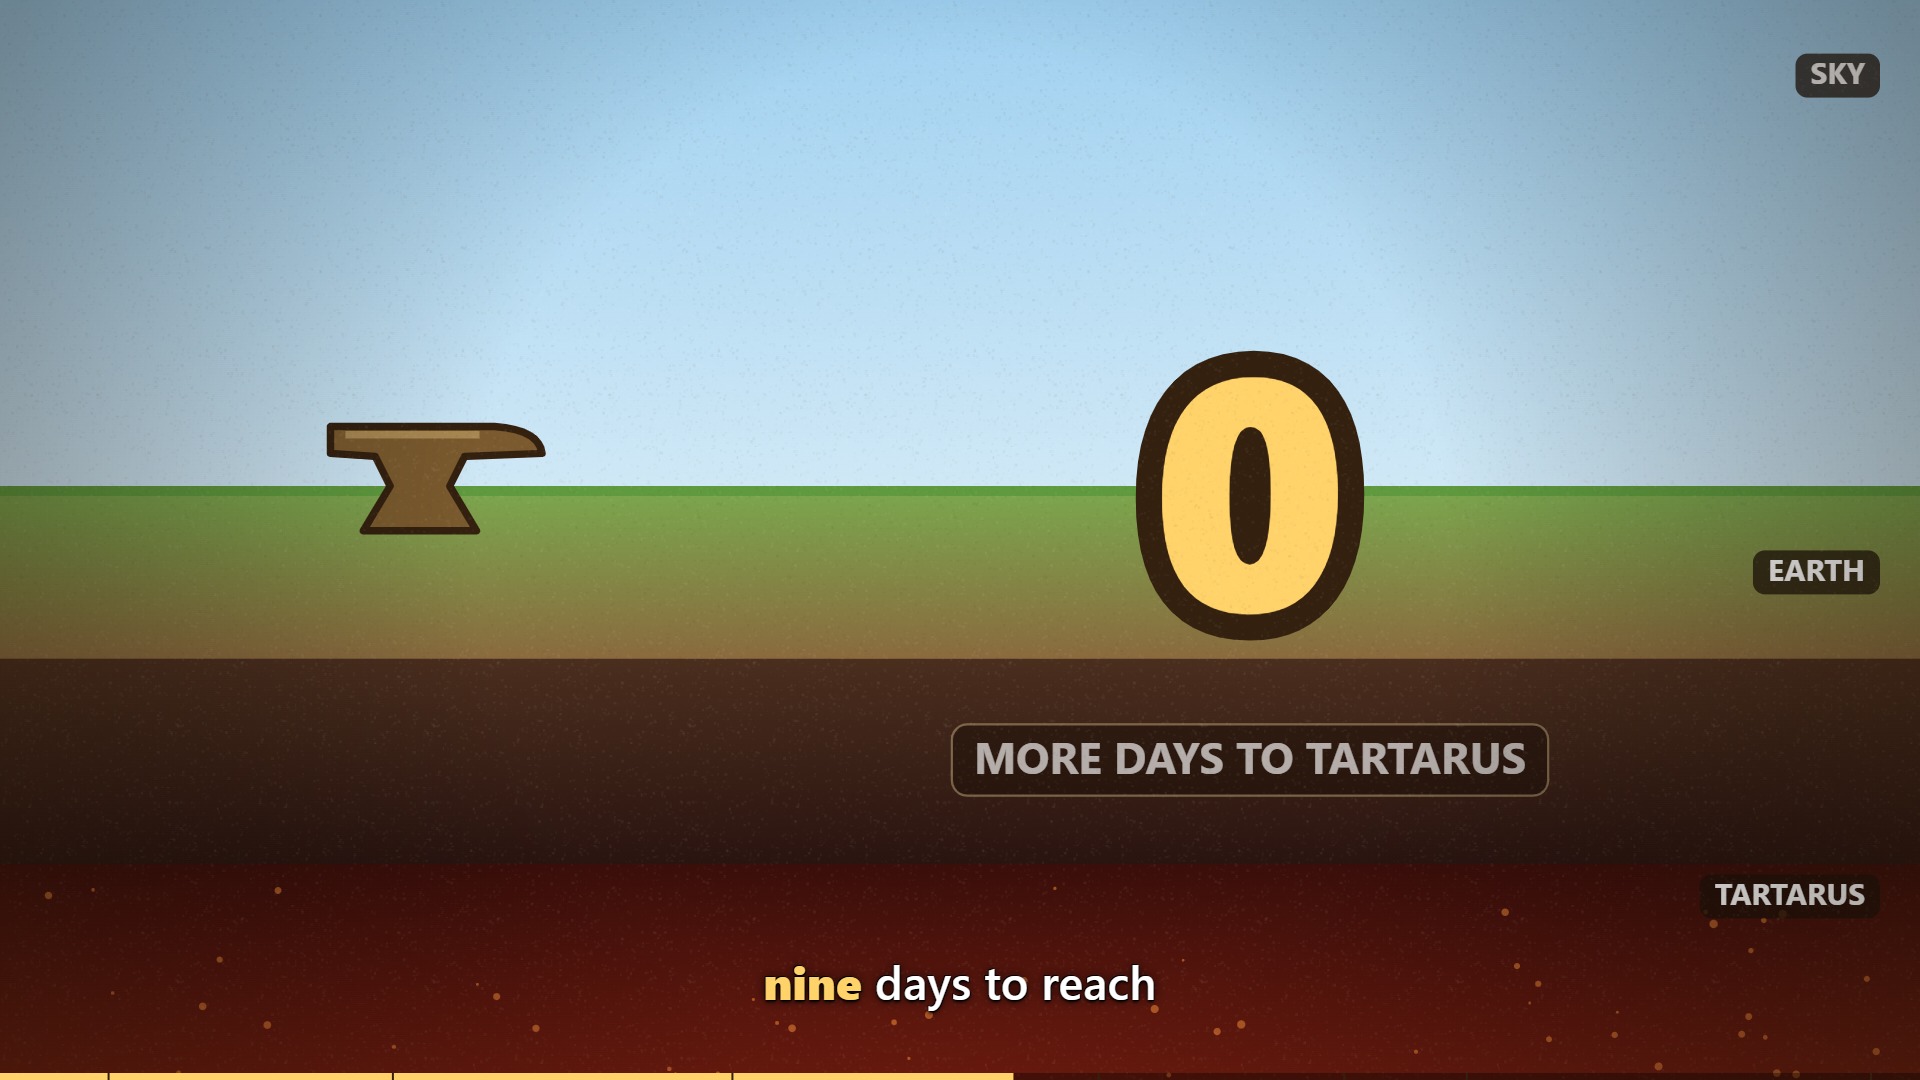 SKY
0
EARTH
MORE DAYS TO TARTARUS
TARTARUS
nine days to reach